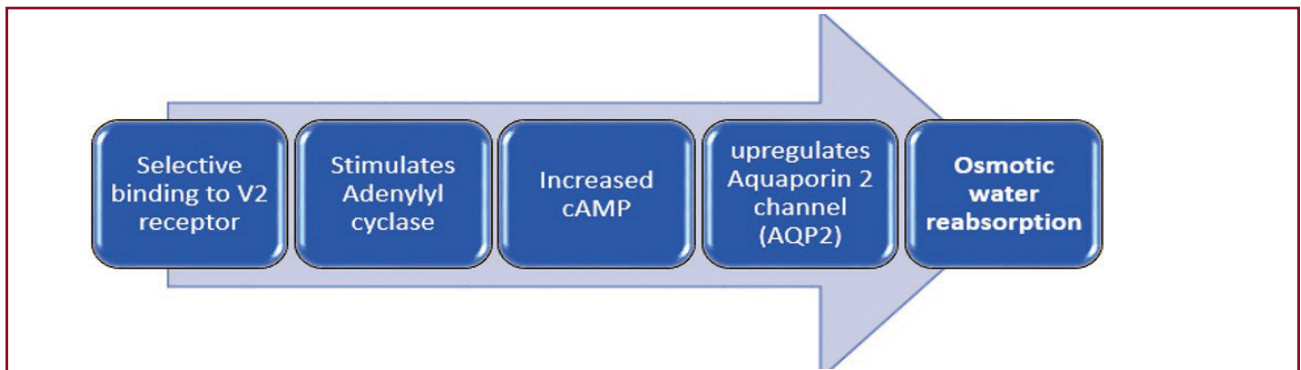 Selective
binding to V2
receptor
Stimulates
Adenylyl
cyclase
Increased
cAMP
upregulates
Aquaporin 2
channel
(AQP2)
Osmotic
water
reabsorption